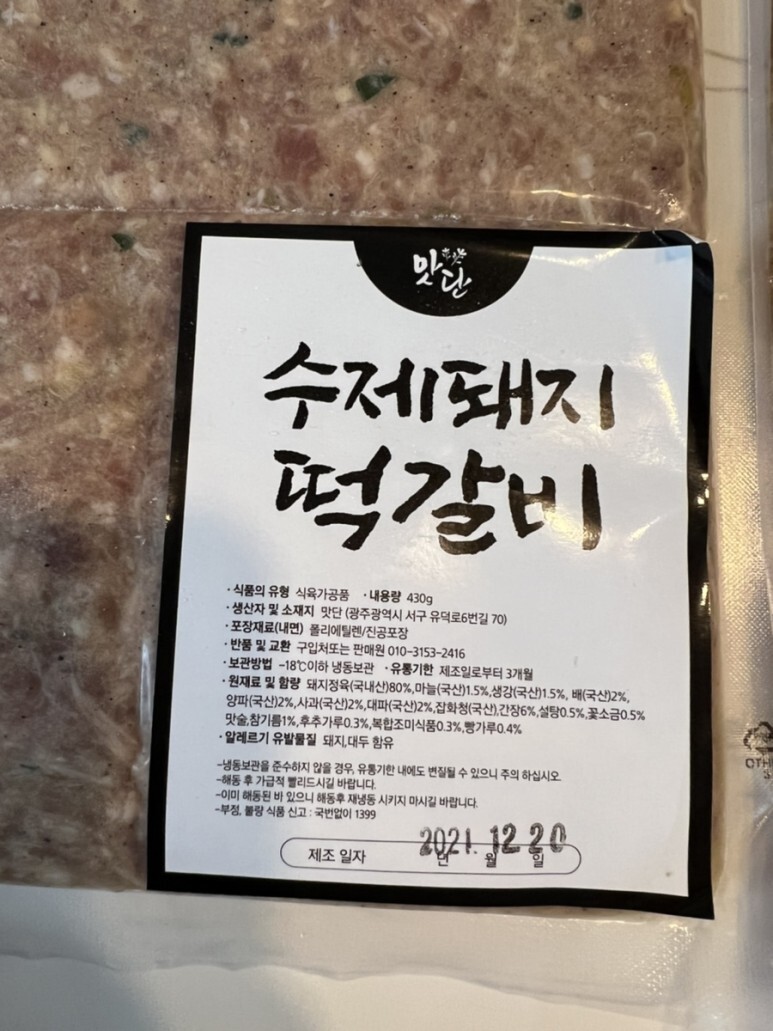 맛단
수제돼지
떡갈비
·식품의 유형 식육가공품 ·내용량 430g
·생산자 및 소재지 맛단 (광주광역시 서구 유덕로6번길 70)
·포장재료(내면) 폴리에틸렌/진공포장
·반품 및 교환 구입처또는 판매원 010-3153-2416
·보관방법 -18℃이하 냉동보관 ·유통기한 제조일로부터 3개월
·원재료 및 함량 돼지정육(국내산)80%,마늘(국산)1.5%,생강(국산)1.5%, 배(국산)2%,
양파(국산)2%,사과(국산)2%,대파(국산)2%,잡화청(국산),간장6%,설탕0.5%,꽃소금0.5%
맛술,참기름1%,후추가루0.3%,복합조미식품0.3%,빵가루0.4%
·알레르기 유발물질 돼지,대두 함유
-냉동보관을 준수하지 않을 경우, 유통기한 내에도 변질될 수 있으니 주의 하십시오.
-해동 후 가급적 빨리드시길 바랍니다.
-이미 해동된 바 있으니 해동후 재냉동 시키지 마시길 바랍니다.
-부정, 불량 식품 신고 : 국번없이 1399
2021. 12 20
제조 일자 년 월 일
OTHE